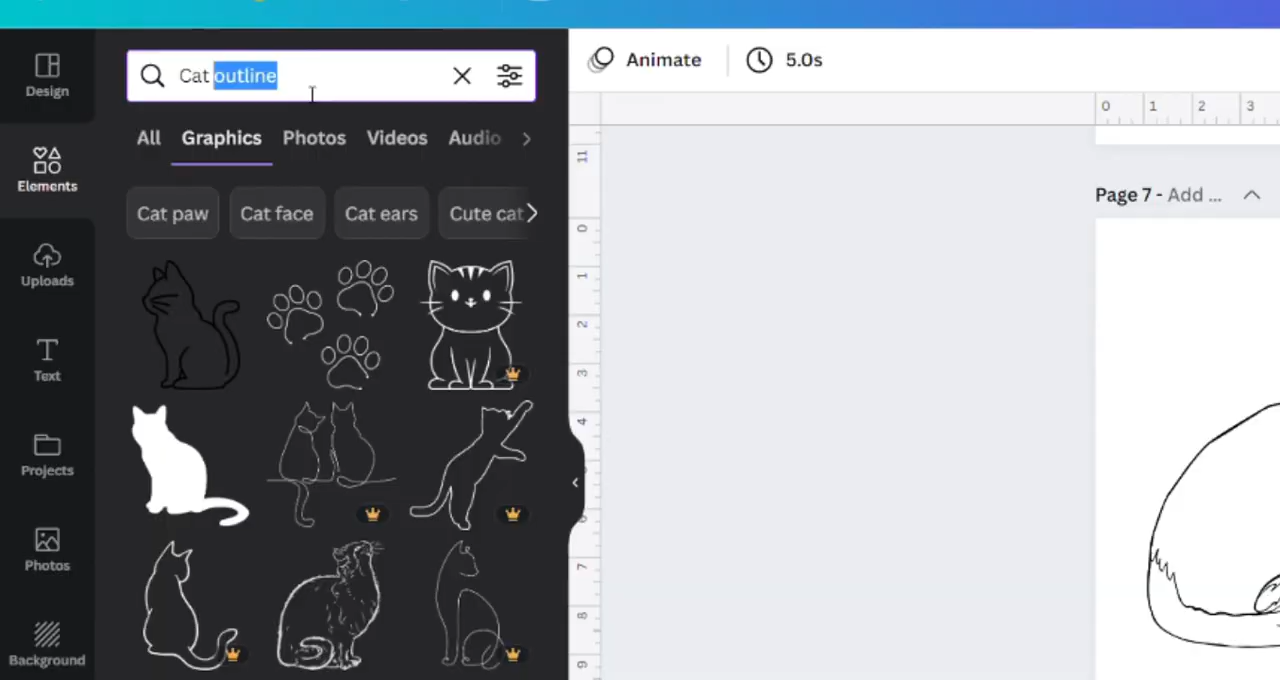 Design
Elements
Uploads
Text
Projects
Photos
Background
Cat outline
All Graphics Photos Videos Audio
Cat paw Cat face Cat ears Cute cat
Animate 5.0s
0 1 2 3
Page 7 - Add ...
11
0
1
2
3
4
7
8
9